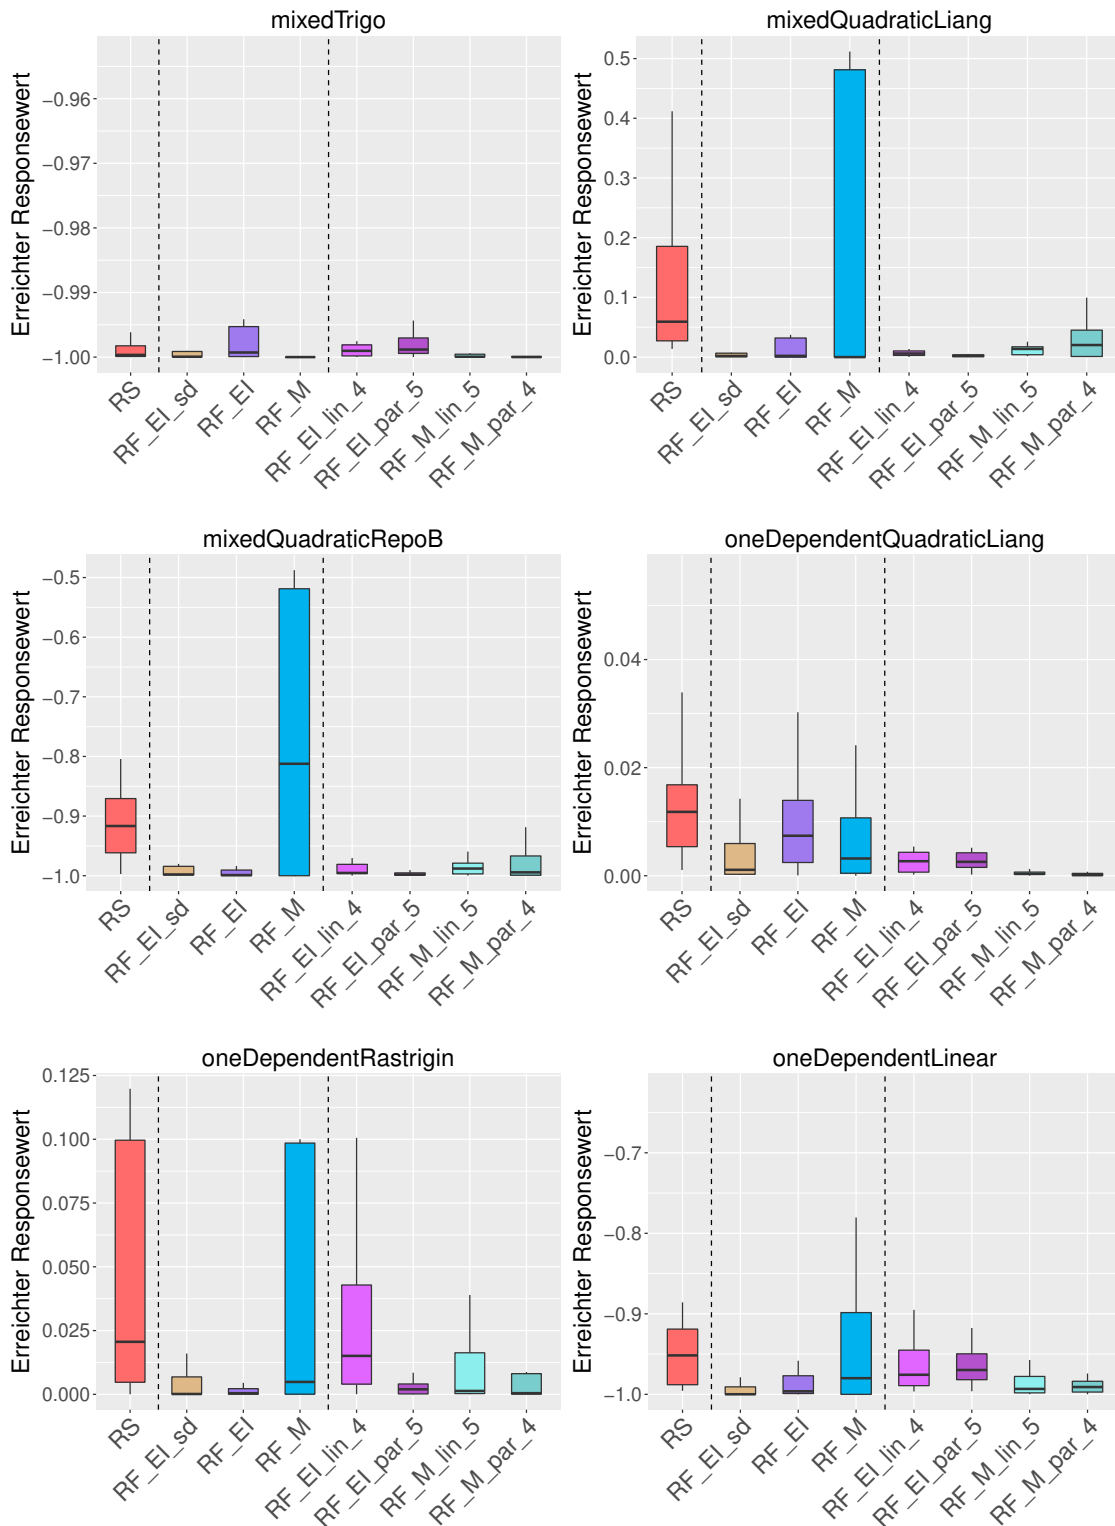 mixedTrigo
Erreichter Responsewert
−0.96
−0.97
−0.98
−0.99
−1.00
RS
RF_EI_sd
RF_EI
RF_M
RF_EI_lin_4
RF_EI_par_5
RF_M_lin_5
RF_M_par_4
mixedQuadraticLiang
Erreichter Responsewert
0.5
0.4
0.3
0.2
0.1
0.0
RS
RF_EI_sd
RF_EI
RF_M
RF_EI_lin_4
RF_EI_par_5
RF_M_lin_5
RF_M_par_4
mixedQuadraticRepoB
Erreichter Responsewert
−0.5
−0.6
−0.7
−0.8
−0.9
−1.0
RS
RF_EI_sd
RF_EI
RF_M
RF_EI_lin_4
RF_EI_par_5
RF_M_lin_5
RF_M_par_4
oneDependentQuadraticLiang
Erreichter Responsewert
0.04
0.02
0.00
RS
RF_EI_sd
RF_EI
RF_M
RF_EI_lin_4
RF_EI_par_5
RF_M_lin_5
RF_M_par_4
oneDependentRastrigin
Erreichter Responsewert
0.125
0.100
0.075
0.050
0.025
0.000
RS
RF_EI_sd
RF_EI
RF_M
RF_EI_lin_4
RF_EI_par_5
RF_M_lin_5
RF_M_par_4
oneDependentLinear
Erreichter Responsewert
−0.7
−0.8
−0.9
−1.0
RS
RF_EI_sd
RF_EI
RF_M
RF_EI_lin_4
RF_EI_par_5
RF_M_lin_5
RF_M_par_4